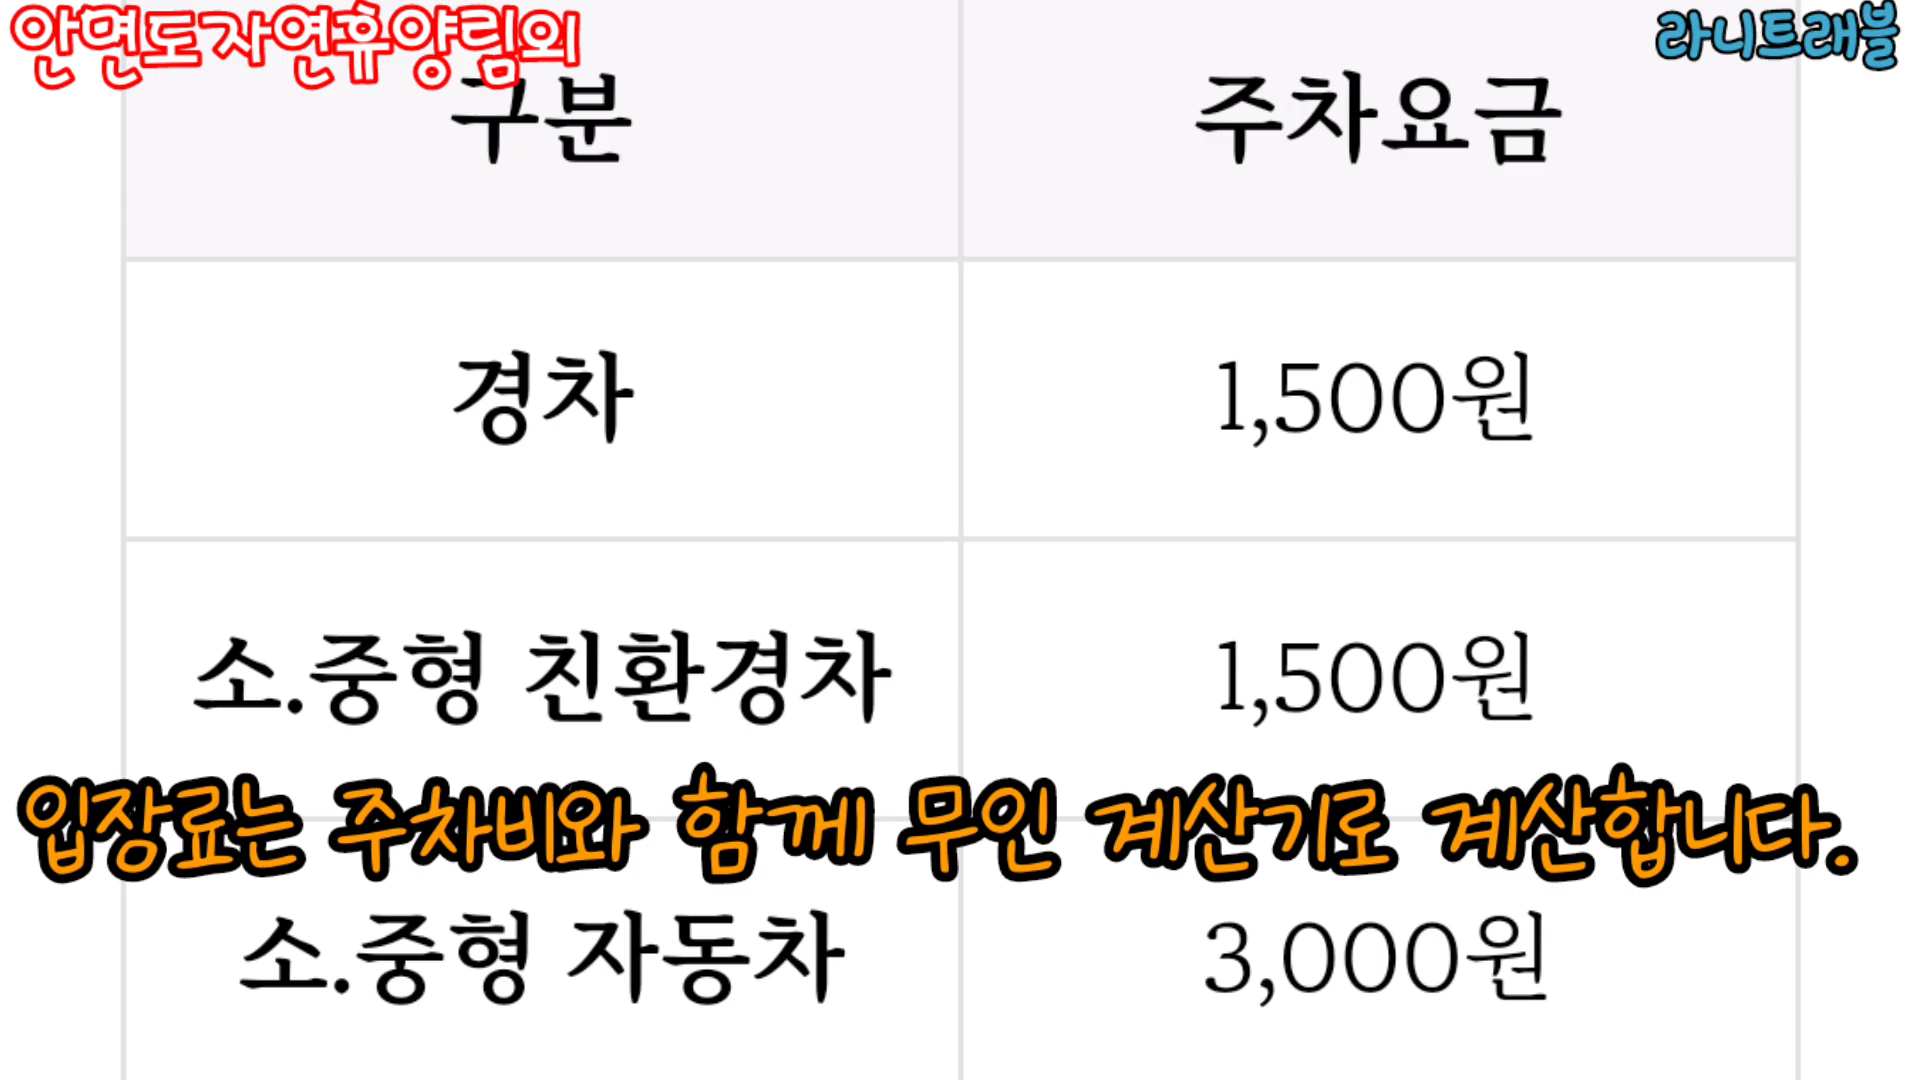 안면도자연휴양림외
라니트래블
구분 주차요금
경차 1,500원
소.중형 친환경차 1,500원
입장료는 주차비와 함께 무인 계산기로 계산합니다.
소.중형 자동차 3,000원